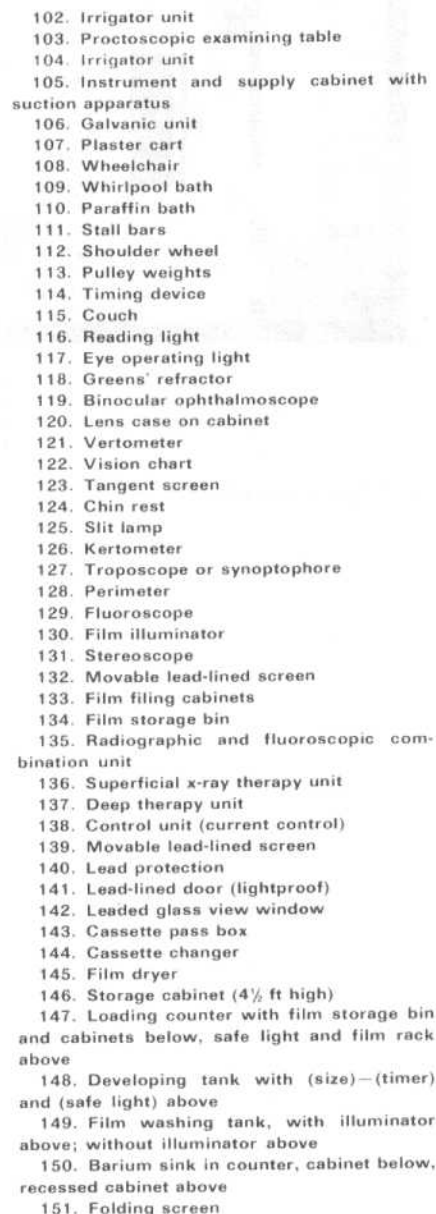 102. Irrigator unit
103. Proctoscopic examining table
104. Irrigator unit
105. Instrument and supply cabinet with
suction apparatus
106. Galvanic unit
107. Plaster cart
108. Wheelchair
109. Whirlpool bath
110. Paraffin bath
111. Stall bars
112. Shoulder wheel
113. Pulley weights
114. Timing device
115. Couch
116. Reading light
117. Eye operating light
118. Greens' refractor
119. Binocular ophthalmoscope
120. Lens case on cabinet
121. Vertometer
122. Vision chart
123. Tangent screen
124. Chin rest
125. Slit lamp
126. Kertometer
127. Troposcope or synoptophore
128. Perimeter
129. Fluoroscope
130. Film illuminator
131. Stereoscope
132. Movable lead-lined screen
133. Film filing cabinets
134. Film storage bin
135. Radiographic and fluoroscopic com-
bination unit
136. Superficial x-ray therapy unit
137. Deep therapy unit
138. Control unit (current control)
139. Movable lead-lined screen
140. Lead protection
141. Lead-lined door (lightproof)
142. Leaded glass view window
143. Cassette pass box
144. Cassette changer
145. Film dryer
146. Storage cabinet (4½ ft high)
147. Loading counter with film storage bin
and cabinets below, safe light and film rack
above
148. Developing tank with (size)—(timer)
and (safe light) above
149. Film washing tank, with illuminator
above; without illuminator above
150. Barium sink in counter, cabinet below,
recessed cabinet above
151. Folding screen